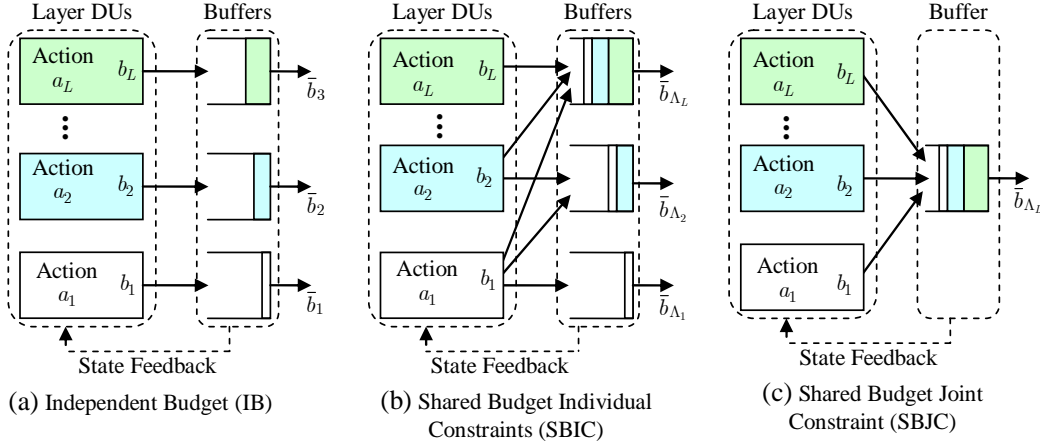 Layer DUs
Buffers
Action
a_L
b_L
b̄_3
Action
a_2
b_2
b̄_2
Action
a_1
b_1
b̄_1
State Feedback
(a) Independent Budget (IB)
Layer DUs
Buffers
Action
a_L
b_L
b̄_{Λ_L}
Action
a_2
b_2
b̄_{Λ_2}
Action
a_1
b_1
b̄_{Λ_1}
State Feedback
(b) Shared Budget Individual
Constraints (SBIC)
Layer DUs
Buffer
Action
a_L
b_L
Action
a_2
b_2
b̄_{Λ_L}
Action
a_1
b_1
State Feedback
(c) Shared Budget Joint
Constraint (SBJC)